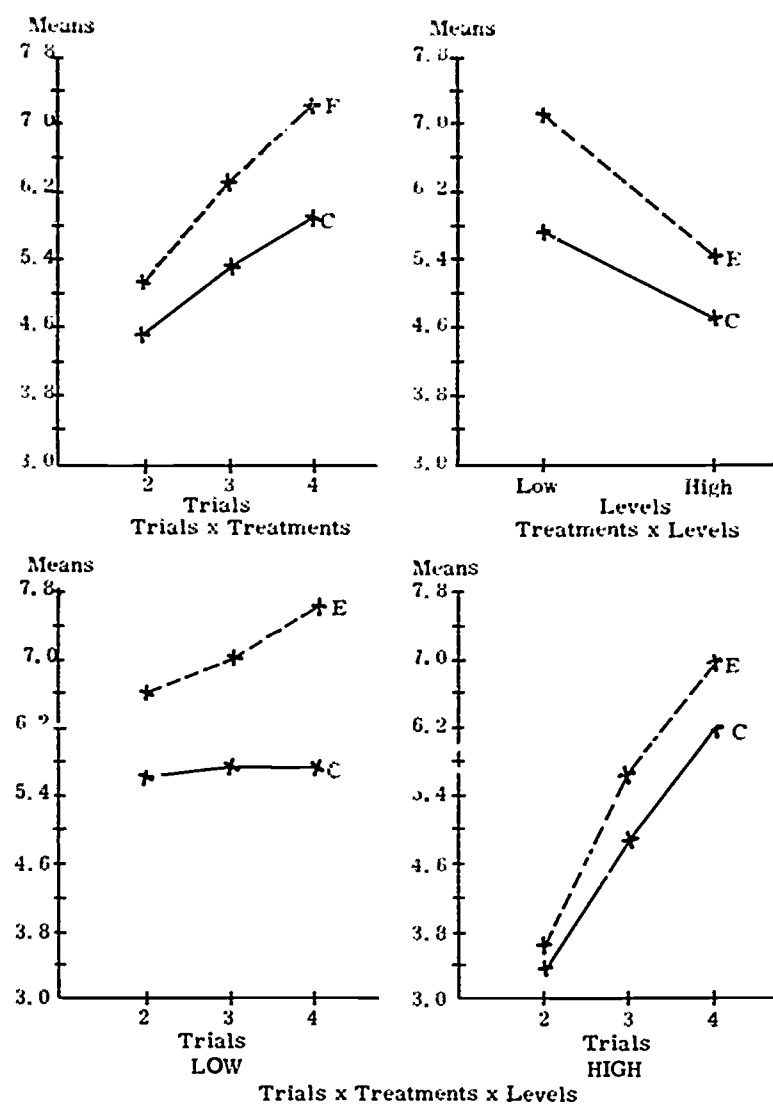 Means
7.8
7.0
6.2
5.4
4.6
3.8
3.0
F
C
2 3 4
Trials
Trials x Treatments
Means
7.8
7.0
6.2
5.4
4.6
3.8
3.0
E
C
Low High
Levels
Treatments x Levels
Means
7.8
7.0
6.2
5.4
4.6
3.8
3.0
E
C
2 3 4
Trials
LOW
Means
7.8
7.0
6.2
5.4
4.6
3.8
3.0
E
C
2 3 4
Trials
HIGH
Trials x Treatments x Levels